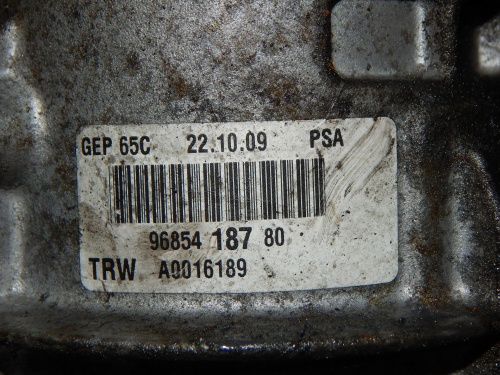 GEP 65C 22.10.09 PSA
96854 187 80
TRW A0016189